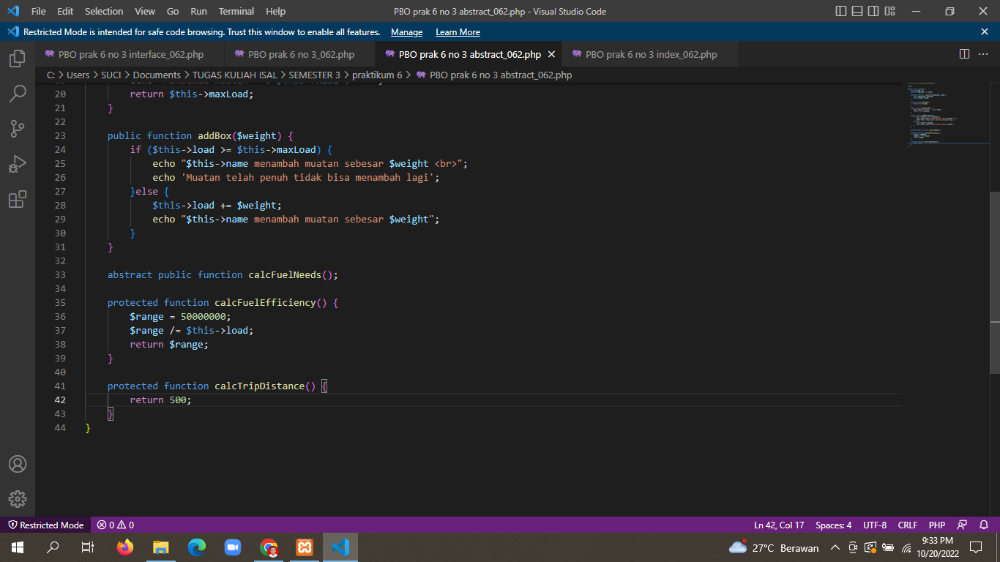 File Edit Selection View Go Run Terminal Help PBO prak 6 no 3 abstract_062.php - Visual Studio Code
Restricted Mode is intended for safe code browsing. Trust this window to enable all features. Manage Learn More
PBO prak 6 no 3 interface_062.php PBO prak 6 no 3_062.php PBO prak 6 no 3 abstract_062.php PBO prak 6 no 3 index_062.php
C: > Users > SUCI > Documents > TUGAS KULIAH ISAL > SEMESTER 3 > praktikum 6 > PBO prak 6 no 3 abstract_062.php
20 return $this->maxLoad;
21 }
22
23 public function addBox($weight) {
24 if ($this->load >= $this->maxLoad) {
25 echo "$this->name menambah muatan sebesar $weight <br>";
26 echo 'Muatan telah penuh tidak bisa menambah lagi';
27 }else {
28 $this->load += $weight;
29 echo "$this->name menambah muatan sebesar $weight";
30 }
31 }
32
33 abstract public function calcFuelNeeds();
34
35 protected function calcFuelEfficiency() {
36 $range = 50000000;
37 $range /= $this->load;
38 return $range;
39 }
40
41 protected function calcTripDistance() {
42 return 500;
43 }
44 }
Restricted Mode 0 0 Ln 42, Col 17 Spaces: 4 UTF-8 CRLF PHP
27°C Berawan 9:33 PM
10/20/2022